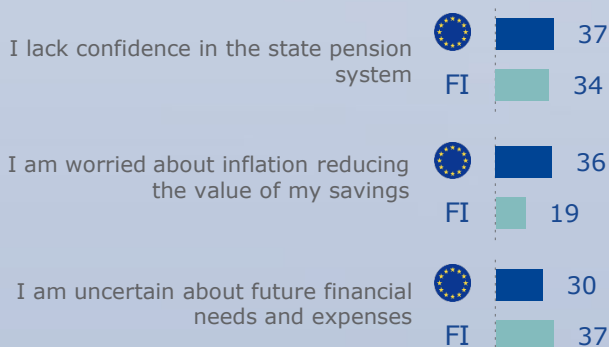 I lack confidence in the state pension
system
37
FI 34
I am worried about inflation reducing
the value of my savings
36
FI 19
I am uncertain about future financial
needs and expenses
30
FI 37